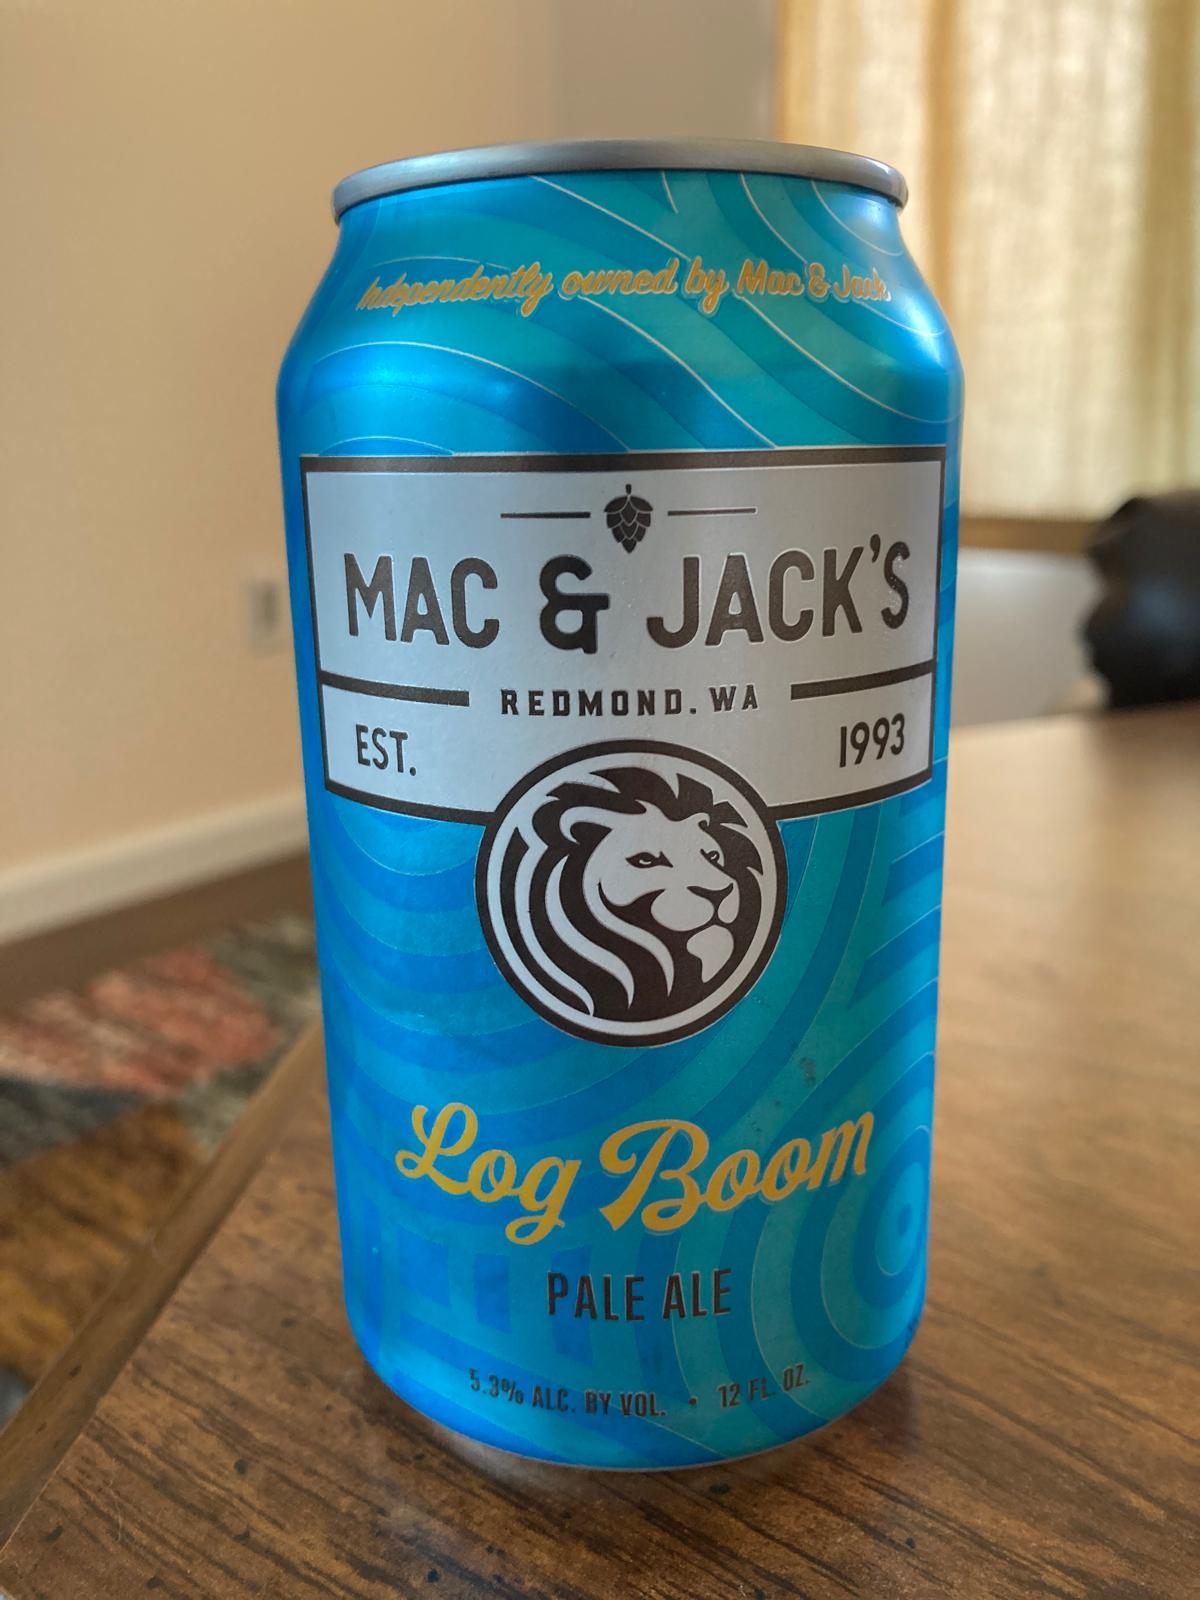 Independently owned by Mac & Jack
MAC & JACK'S
REDMOND. WA
EST. 1993
Log Boom
PALE ALE
5.3% ALC. BY VOL. • 12 FL. OZ.